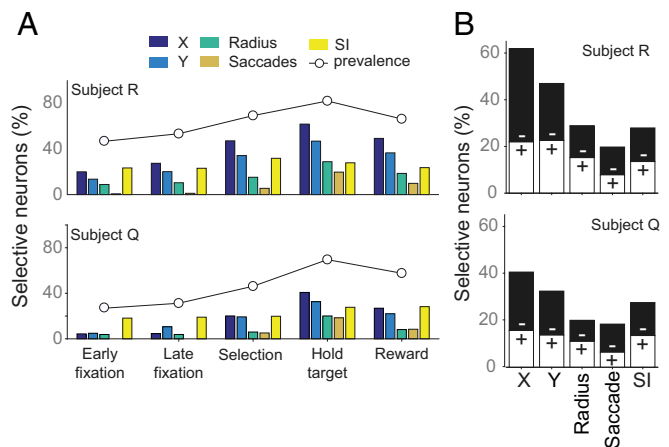 A
X
Radius
SI
Y
Saccades
prevalence
Subject R
80
40
0
Subject Q
80
40
0
Selective neurons (%)
Early fixation
Late fixation
Selection
Hold target
Reward
B
Subject R
60
40
20
0
- - - - -
+ + + + +
Subject Q
60
40
20
0
- - - - -
+ + + + +
Selective neurons (%)
X
Y
Radius
Saccade
SI